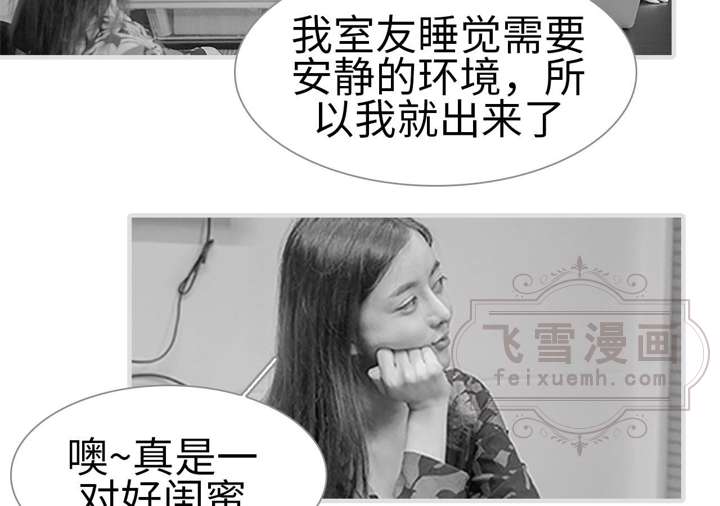 我室友睡觉需要
安静的环境，所
以我就出来了
飞雪漫画
feixuemh.com
噢~真是一
对好闺蜜